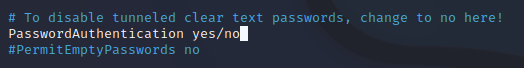 # To disable tunneled clear text passwords, change to no here!
PasswordAuthentication yes/no
#PermitEmptyPasswords no